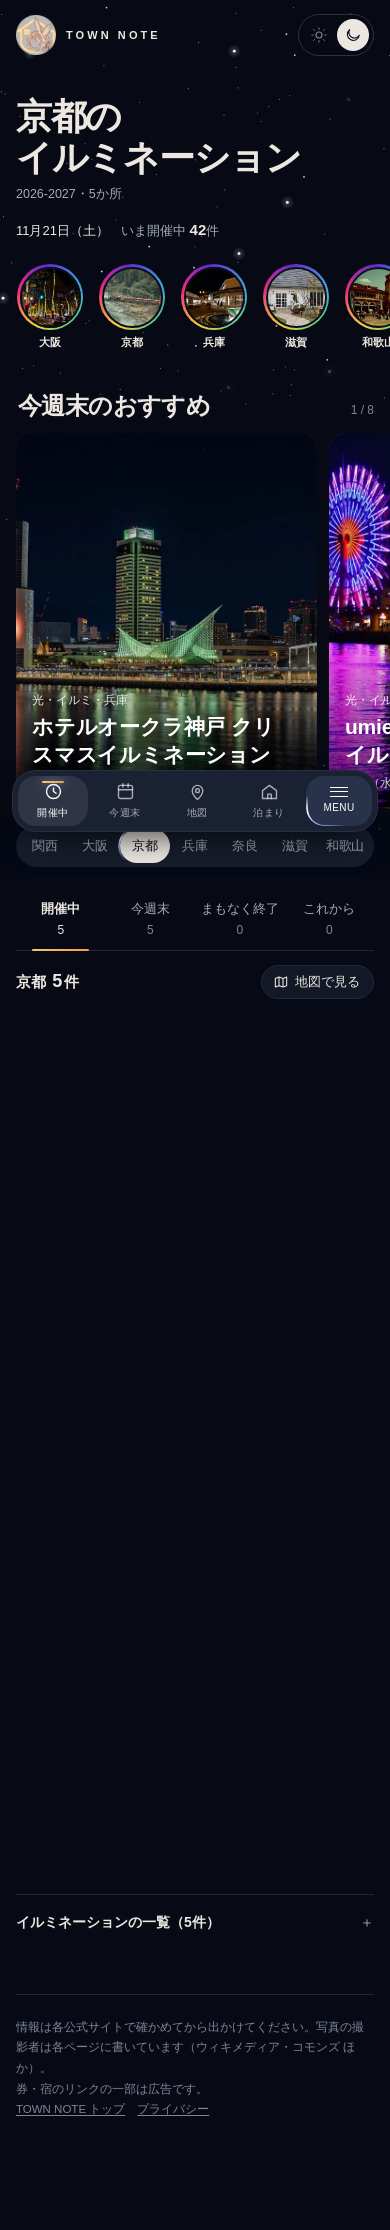 TOWN NOTE
京都の
イルミネーション
2026-2027・5か所
11月21日（土） いま開催中 42件
大阪 京都 兵庫 滋賀 和歌山
今週末のおすすめ 1 / 8
光・イルミ・兵庫
ホテルオークラ神戸 クリ
スマスイルミネーション
光・イル
umie
イル
開催中 今週末 地図 泊まり MENU
関西 大阪 京都 兵庫 奈良 滋賀 和歌山
開催中 今週末 まもなく終了 これから
5 5 0 0
京都 5件 地図で見る
イルミネーションの一覧（5件） +
情報は各公式サイトで確かめてから出かけてください。写真の撮
影者は各ページに書いています（ウィキメディア・コモンズ ほ
か）。
券・宿のリンクの一部は広告です。
TOWN NOTE トップ プライバシー